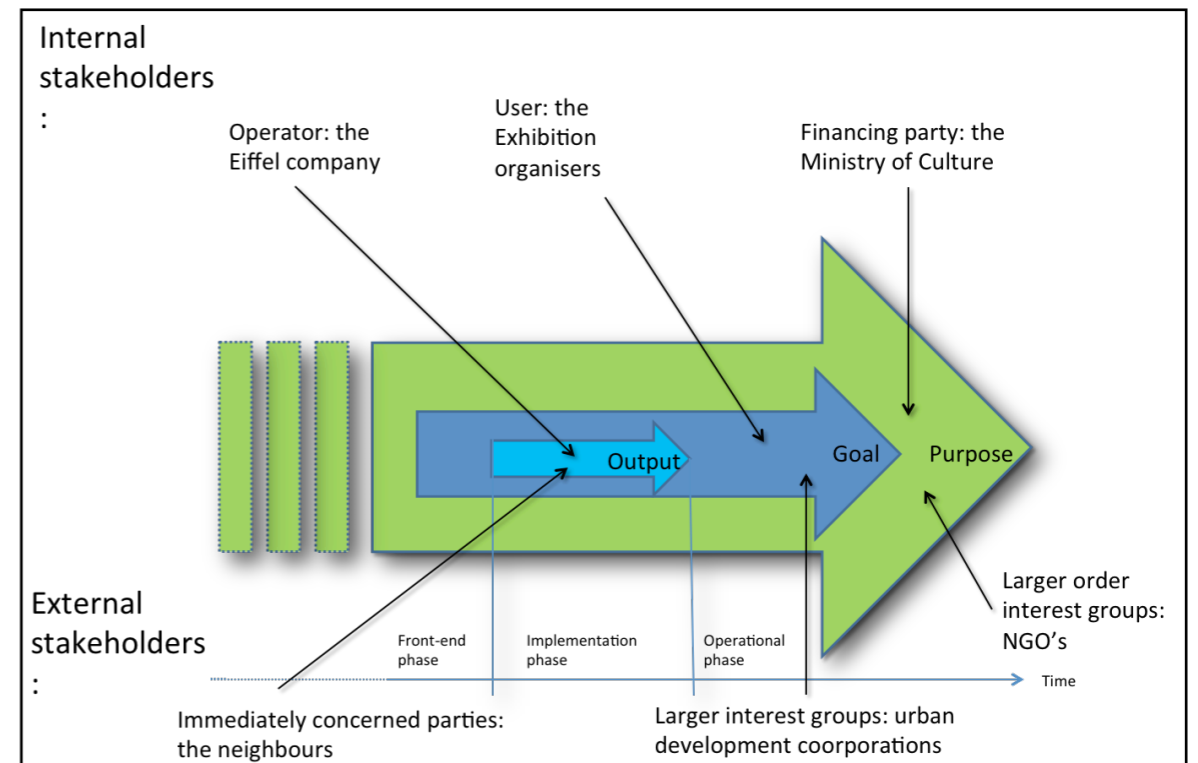 Internal
stakeholders
:
Operator: the
Eiffel company
User: the
Exhibition
organisers
Financing party: the
Ministry of Culture
Output
Goal
Purpose
External
stakeholders
:
Front-end
phase
Implementation
phase
Operational
phase
Larger order
interest groups:
NGO's
Time
Immediately concerned parties:
the neighbours
Larger interest groups: urban
development coorporations